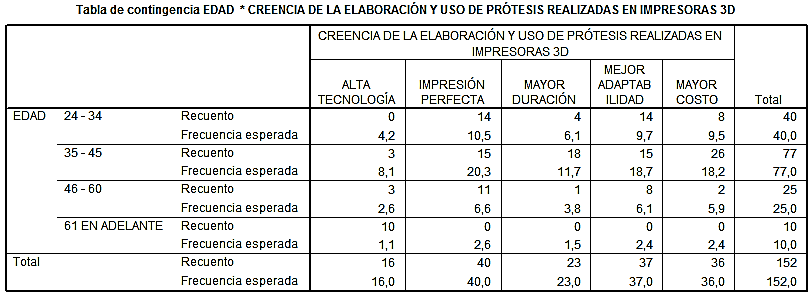 Tabla de contingencia EDAD * CREENCIA DE LA ELABORACIÓN Y USO DE PRÓTESIS REALIZADAS EN IMPRESORAS 3D
CREENCIA DE LA ELABORACIÓN Y USO DE PRÓTESIS REALIZADAS EN
IMPRESORAS 3D
ALTA TECNOLOGÍA IMPRESIÓN PERFECTA MAYOR DURACIÓN MEJOR ADAPTAB ILIDAD MAYOR COSTO Total
EDAD 24 - 34 Recuento 0 14 4 14 8 40
Frecuencia esperada 4,2 10,5 6,1 9,7 9,5 40,0
35 - 45 Recuento 3 15 18 15 26 77
Frecuencia esperada 8,1 20,3 11,7 18,7 18,2 77,0
46 - 60 Recuento 3 11 1 8 2 25
Frecuencia esperada 2,6 6,6 3,8 6,1 5,9 25,0
61 EN ADELANTE Recuento 10 0 0 0 0 10
Frecuencia esperada 1,1 2,6 1,5 2,4 2,4 10,0
Total Recuento 16 40 23 37 36 152
Frecuencia esperada 16,0 40,0 23,0 37,0 36,0 152,0